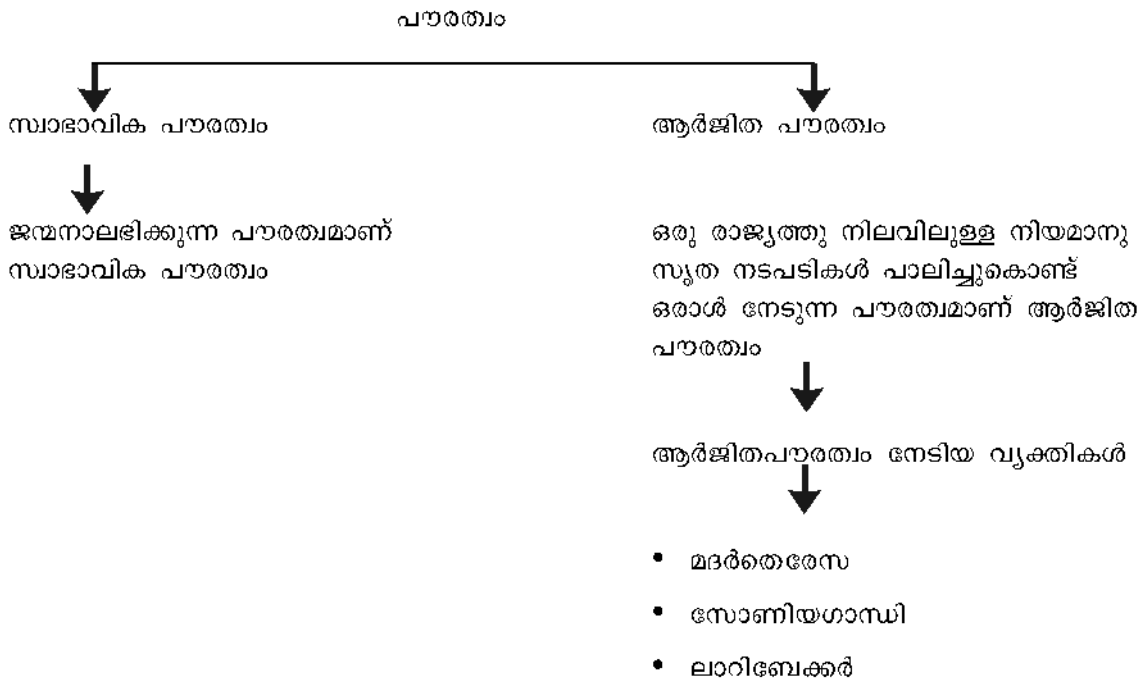 പൗരത്വം
സ്വാഭാവിക പൗരത്വം
ജന്മനാലഭിക്കുന്ന പൗരത്വമാണ്
സ്വാഭാവിക പൗരത്വം
ആർജിത പൗരത്വം
ഒരു രാജ്യത്തു നിലവിലുള്ള നിയമാനു
സൃത നടപടികൾ പാലിച്ചുകൊണ്ട്
ഒരാൾ നേടുന്ന പൗരത്വമാണ് ആർജിത
പൗരത്വം
ആർജിതപൗരത്വം നേടിയ വ്യക്തികൾ
• മദർതെരേസ
• സോണിയഗാന്ധി
• ലാറിബേക്കർ